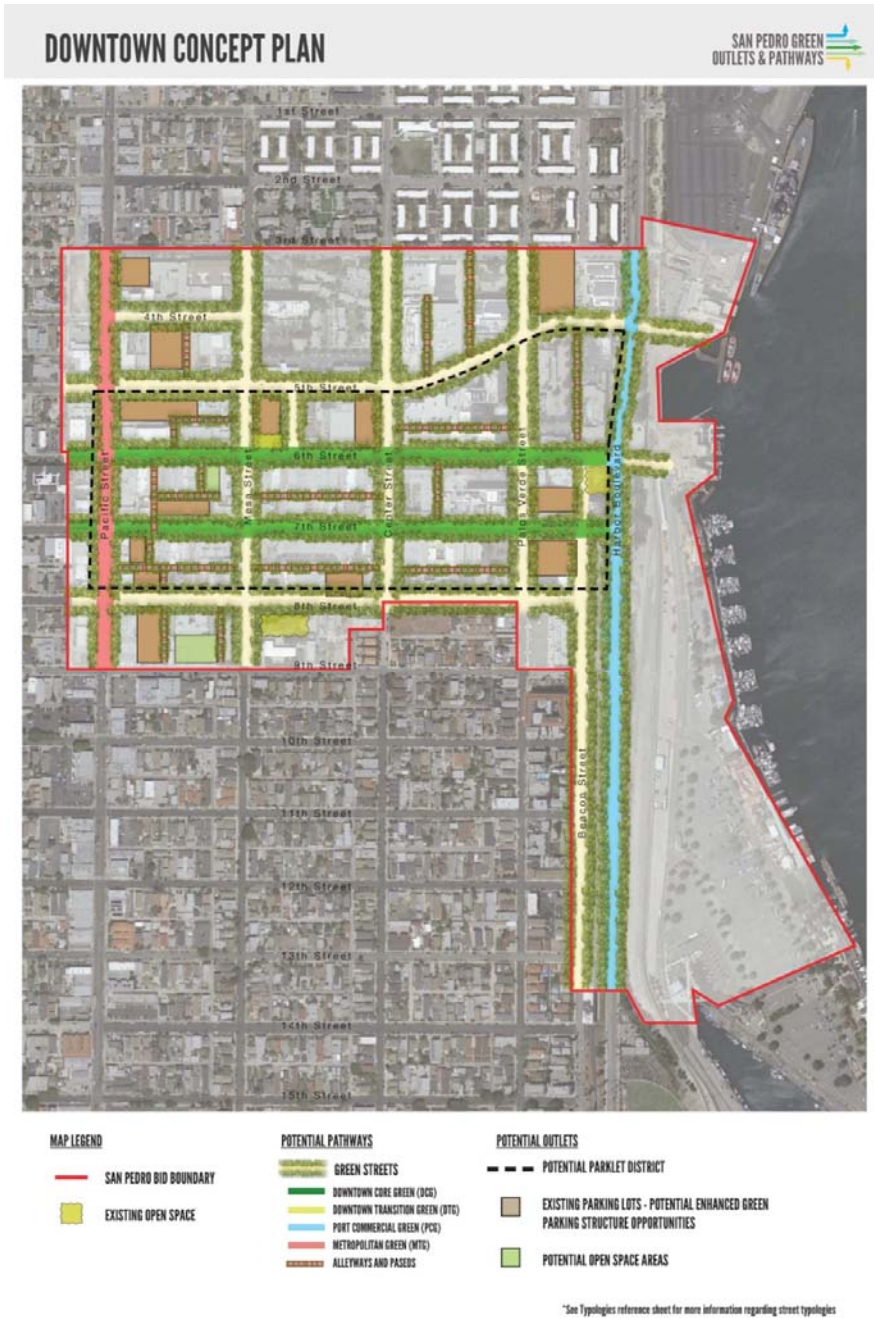 DOWNTOWN CONCEPT PLAN
SAN PEDRO GREEN
OUTLETS & PATHWAYS
1st Street
2nd Street
3rd Street
4th Street
5th Street
6th Street
7th Street
8th Street
9th Street
10th Street
11th Street
12th Street
13th Street
14th Street
15th Street
Pacific Street
Mesa Street
Center Street
Palos Verde Street
Harbor Boulevard
Beacon Street
MAP LEGEND
SAN PEDRO BID BOUNDARY
EXISTING OPEN SPACE
POTENTIAL PATHWAYS
GREEN STREETS
DOWNTOWN CORE GREEN (DCG)
DOWNTOWN TRANSITION GREEN (DTG)
PORT COMMERCIAL GREEN (PCG)
METROPOLITAN GREEN (MTG)
ALLEYWAYS AND PASEOS
POTENTIAL OUTLETS
POTENTIAL PARKLET DISTRICT
EXISTING PARKING LOTS - POTENTIAL ENHANCED GREEN
PARKING STRUCTURE OPPORTUNITIES
POTENTIAL OPEN SPACE AREAS
*See Typologies reference sheet for more information regarding street typologies